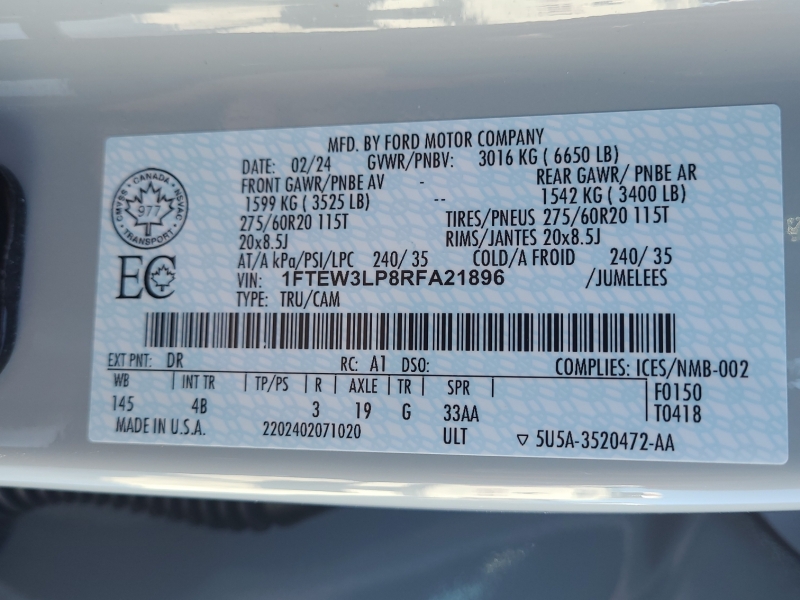 MFD. BY FORD MOTOR COMPANY
DATE: 02/24 GVWR/PNBV: 3016 KG ( 6650 LB)
FRONT GAWR/PNBE AV - REAR GAWR/ PNBE AR
1599 KG ( 3525 LB) - 1542 KG ( 3400 LB)
275/60R20 115T TIRES/PNEUS 275/60R20 115T
20x8.5J RIMS/JANTES 20x8.5J
AT/A kPa/PSI/LPC 240/ 35 COLD/A FROID 240/ 35
VIN: 1FTEW3LP8RFA21896 /JUMELEES
TYPE: TRU/CAM
CANADA
CMVSS NSVAC
977
TRANSPORT
EC
EXT PNT: DR RC: A1 DSO: COMPLIES: ICES/NMB-002
WB INT TR TP/PS R AXLE TR SPR F0150
145 4B 3 19 G 33AA T0418
MADE IN U.S.A. 2202402071020 ULT ▽ 5U5A-3520472-AA